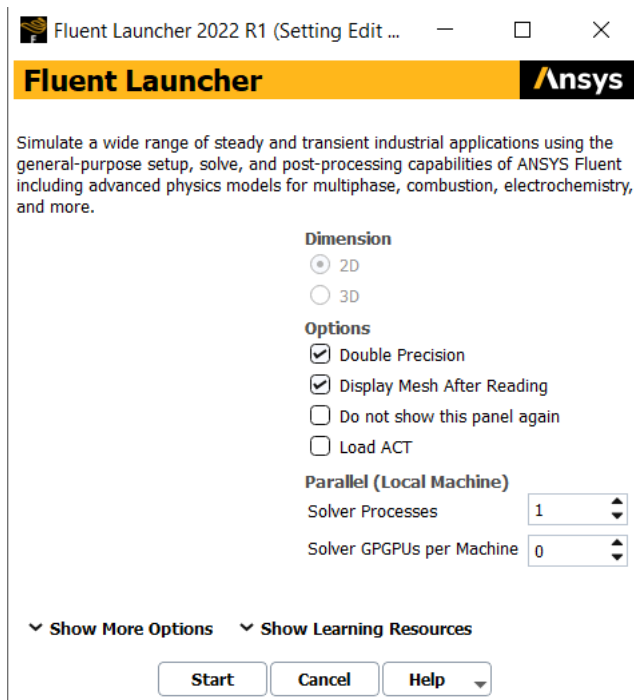 Fluent Launcher 2022 R1 (Setting Edit ...
Fluent Launcher
Ansys
Simulate a wide range of steady and transient industrial applications using the
general-purpose setup, solve, and post-processing capabilities of ANSYS Fluent
including advanced physics models for multiphase, combustion, electrochemistry,
and more.
Dimension
2D
3D
Options
Double Precision
Display Mesh After Reading
Do not show this panel again
Load ACT
Parallel (Local Machine)
Solver Processes 1
Solver GPGPUs per Machine 0
Show More Options Show Learning Resources
Start Cancel Help